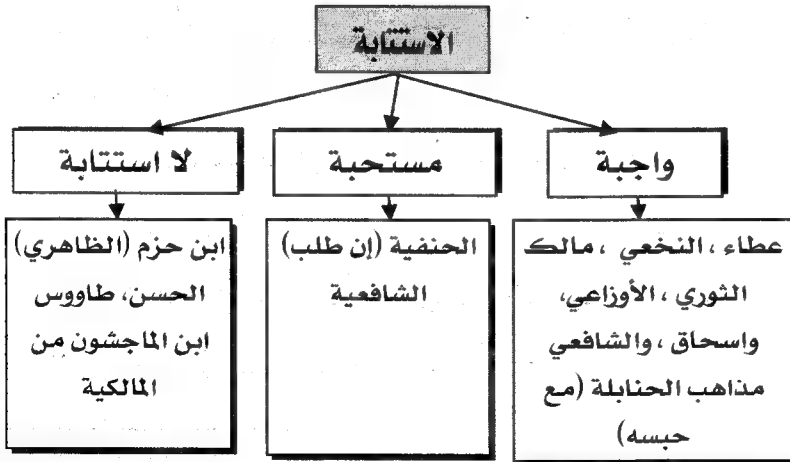 الاستتابة
واجبة
مستحبة
لا استتابة
عطاء ، النخعي ، مالك
الثوري ، الأوزاعي،
واسحاق ، والشافعي
مذاهب الحنابلة (مع
حبسه)
الحنفية (إن طلب)
الشافعية
ابن حزم (الظاهري)
الحسن، طاووس
ابن الماجشون من
المالكية